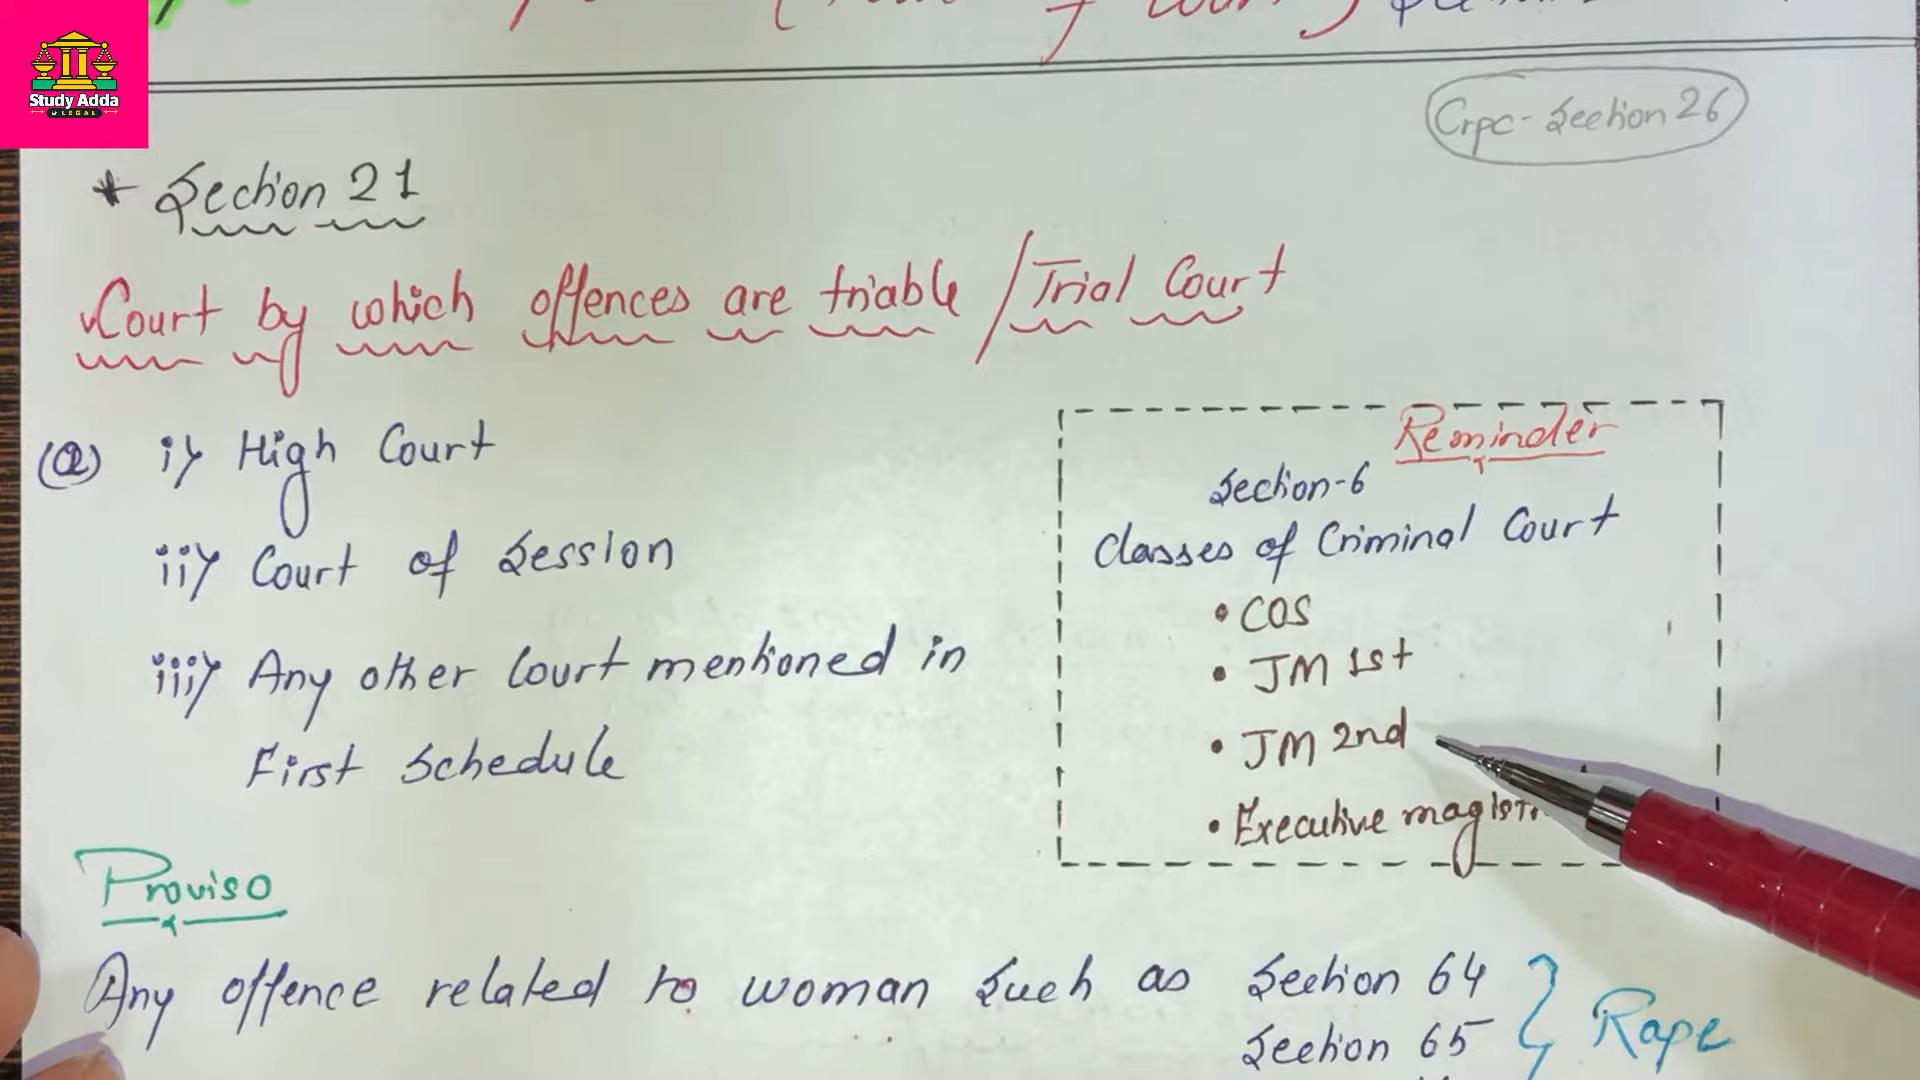 Study Adda
LEGAL
Crpc - Section 26
* Section 21
Court by which offences are triable / Trial Court
(a) i) High Court
ii) Court of Session
iii) Any other Court mentioned in
First Schedule
Reminder
Section-6
Classes of Criminal Court
• COS
• JM 1st
• JM 2nd
• Executive
Proviso
Any offence related to woman such as Section 64
Section 65
Rape